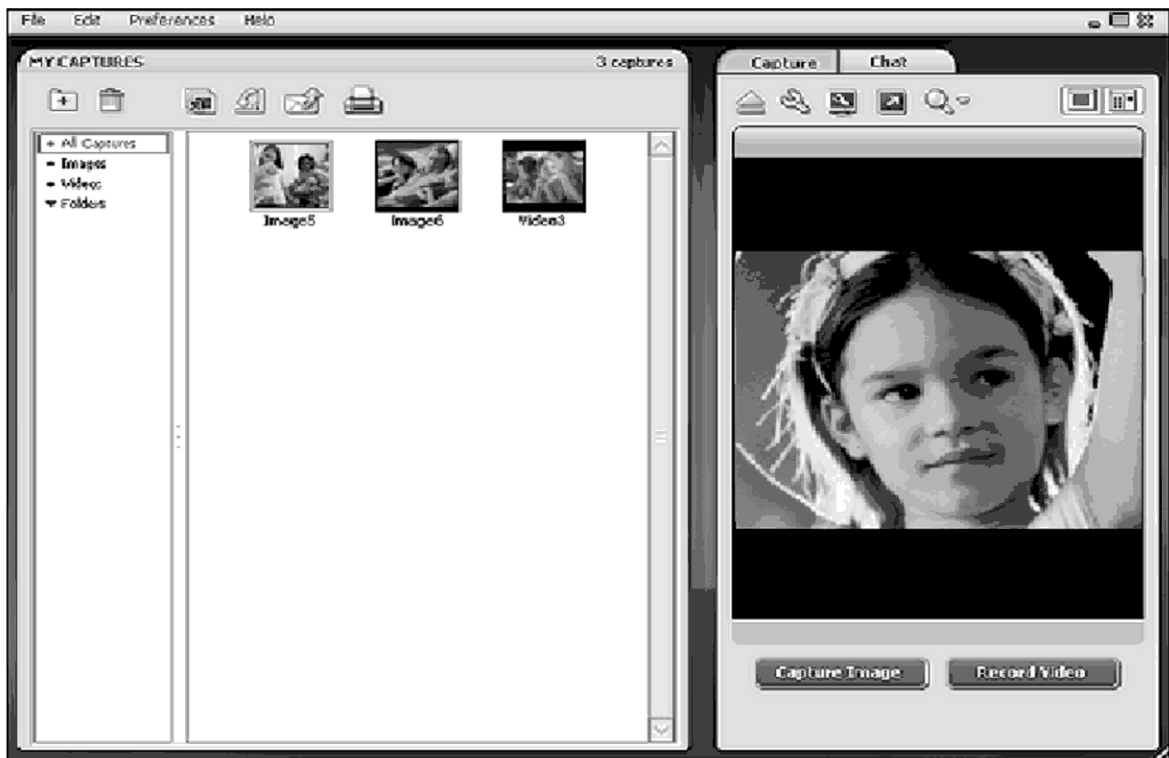 File Edit Preferences Help
MY CAPTURES 3 captures
Capture Chat
All Captures
Images
Videos
Folders
Image5 Image6 Video3
Capture Image Record Video